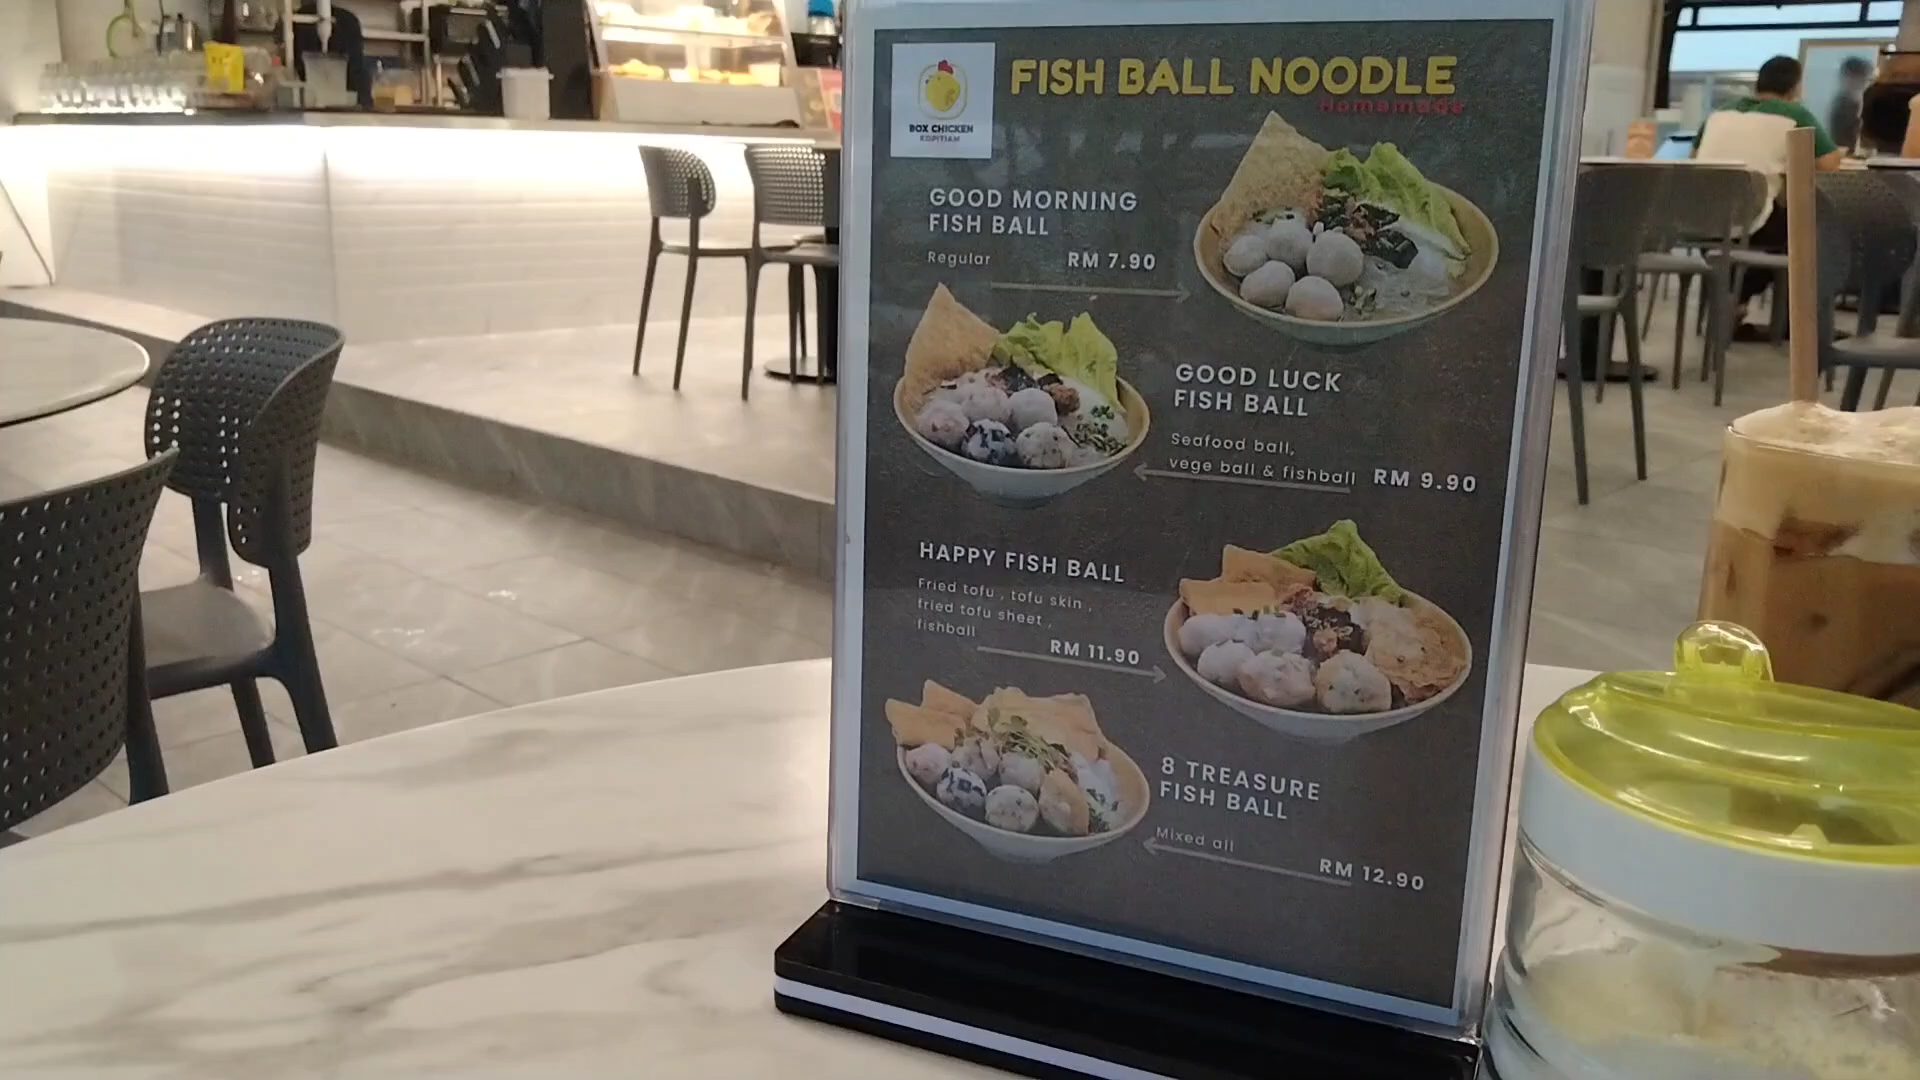 BOX CHICKEN
KOPITIAM
FISH BALL NOODLE
Homemade
GOOD MORNING
FISH BALL
Regular
RM 7.90
GOOD LUCK
FISH BALL
Seafood ball,
vege ball & fishball
RM 9.90
HAPPY FISH BALL
Fried tofu , tofu skin ,
fried tofu sheet ,
fishball
RM 11.90
8 TREASURE
FISH BALL
Mixed all
RM 12.90